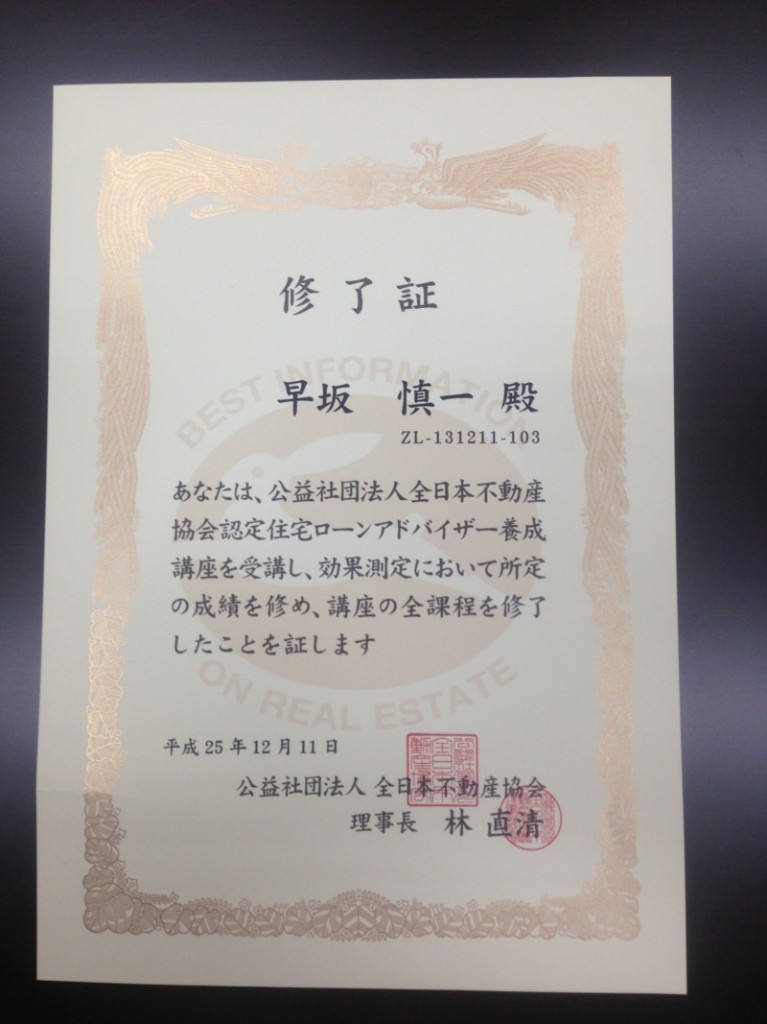 修了証
早坂 慎一 殿
ZL-131211-103
BEST INFORMATION
あなたは、公益社団法人全日本不動産
協会認定住宅ローンアドバイザー養成
講座を受講し、効果測定において所定
の成績を修め、講座の全課程を修了
したことを証します
ON REAL ESTATE
平成25年12月11日
公益社団法人 全日本不動産協会
理事長 林 直清